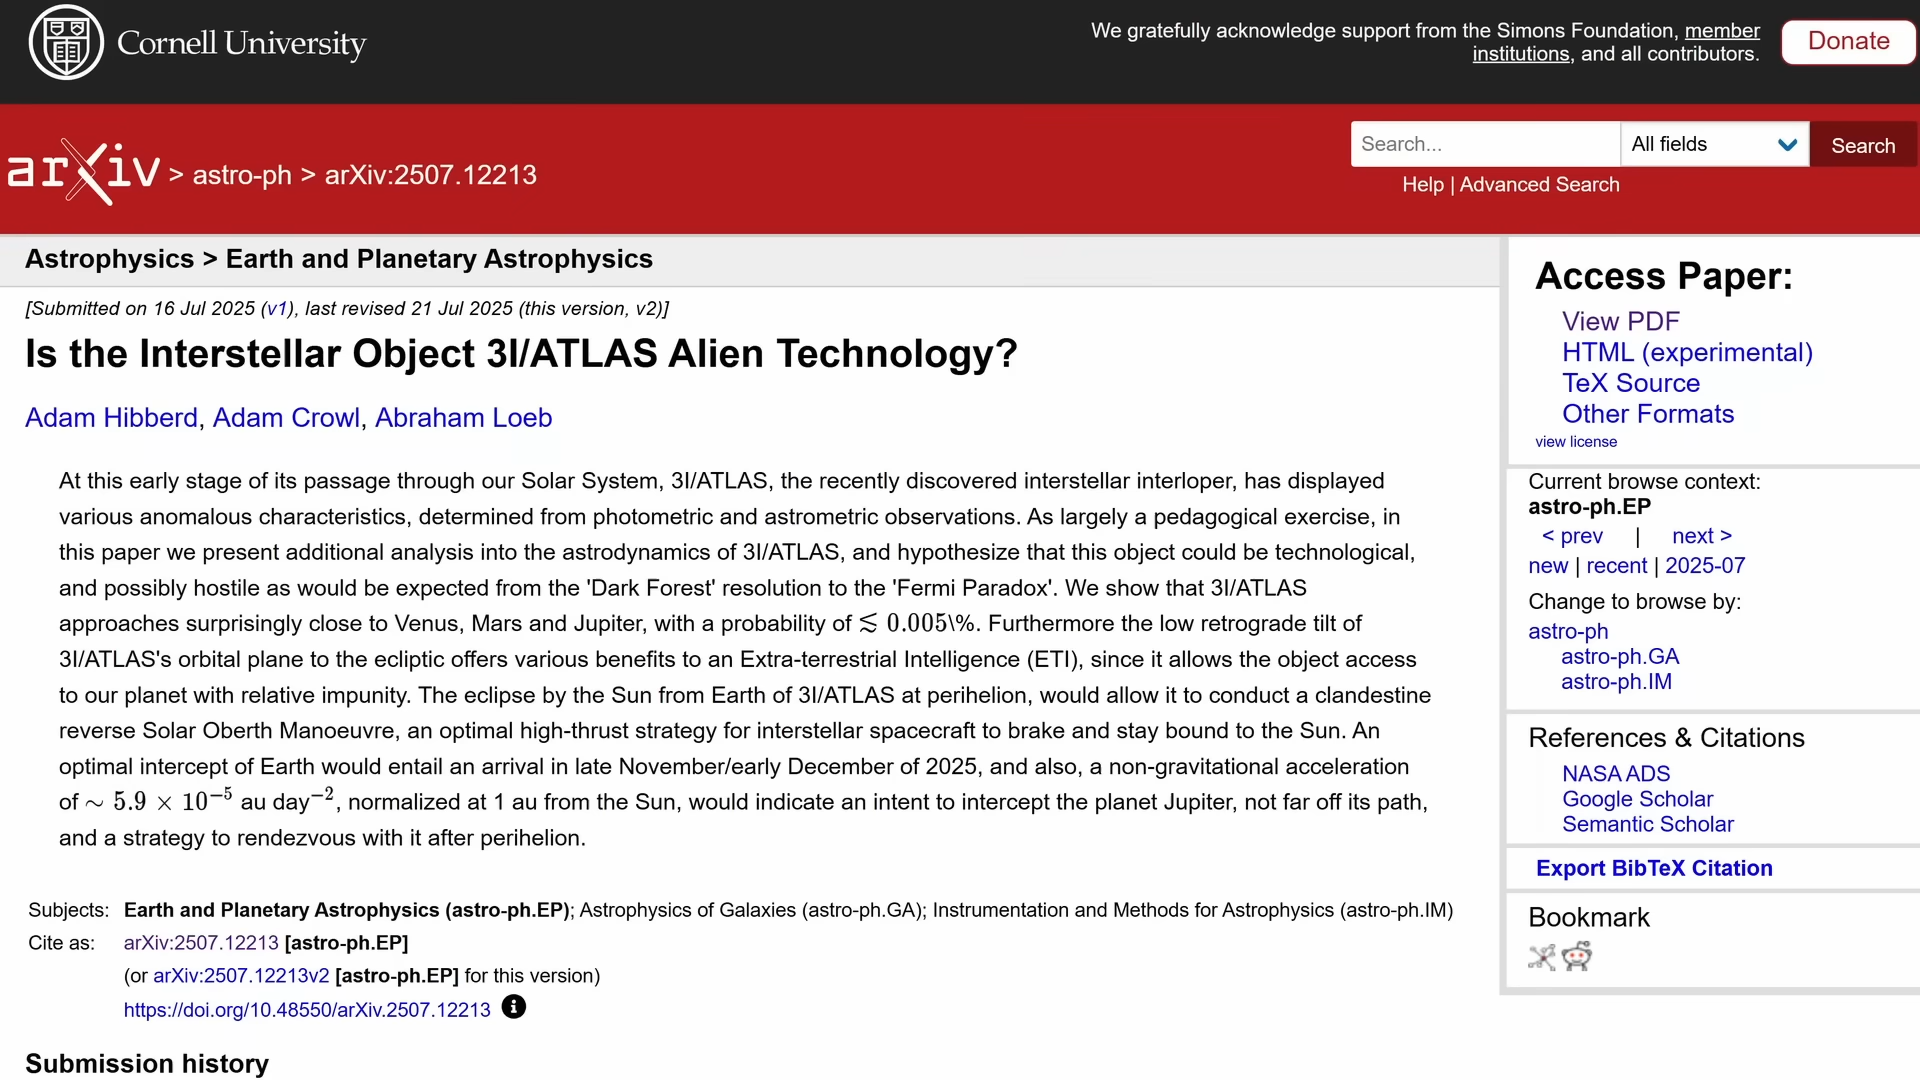 Cornell University
We gratefully acknowledge support from the Simons Foundation, member
institutions, and all contributors.
Donate
arXiv > astro-ph > arXiv:2507.12213
Search...
All fields
Search
Help | Advanced Search
Astrophysics > Earth and Planetary Astrophysics
[Submitted on 16 Jul 2025 (v1), last revised 21 Jul 2025 (this version, v2)]
Is the Interstellar Object 3I/ATLAS Alien Technology?
Adam Hibberd, Adam Crowl, Abraham Loeb
At this early stage of its passage through our Solar System, 3I/ATLAS, the recently discovered interstellar interloper, has displayed
various anomalous characteristics, determined from photometric and astrometric observations. As largely a pedagogical exercise, in
this paper we present additional analysis into the astrodynamics of 3I/ATLAS, and hypothesize that this object could be technological,
and possibly hostile as would be expected from the 'Dark Forest' resolution to the 'Fermi Paradox'. We show that 3I/ATLAS
approaches surprisingly close to Venus, Mars and Jupiter, with a probability of ≲ 0.005\%. Furthermore the low retrograde tilt of
3I/ATLAS's orbital plane to the ecliptic offers various benefits to an Extra-terrestrial Intelligence (ETI), since it allows the object access
to our planet with relative impunity. The eclipse by the Sun from Earth of 3I/ATLAS at perihelion, would allow it to conduct a clandestine
reverse Solar Oberth Manoeuvre, an optimal high-thrust strategy for interstellar spacecraft to brake and stay bound to the Sun. An
optimal intercept of Earth would entail an arrival in late November/early December of 2025, and also, a non-gravitational acceleration
of ∼ 5.9 × 10⁻⁵ au day⁻², normalized at 1 au from the Sun, would indicate an intent to intercept the planet Jupiter, not far off its path,
and a strategy to rendezvous with it after perihelion.
Subjects: Earth and Planetary Astrophysics (astro-ph.EP); Astrophysics of Galaxies (astro-ph.GA); Instrumentation and Methods for Astrophysics (astro-ph.IM)
Cite as: arXiv:2507.12213 [astro-ph.EP]
(or arXiv:2507.12213v2 [astro-ph.EP] for this version)
https://doi.org/10.48550/arXiv.2507.12213
Submission history
Access Paper:
View PDF
HTML (experimental)
TeX Source
Other Formats
view license
Current browse context:
astro-ph.EP
< prev | next >
new | recent | 2025-07
Change to browse by:
astro-ph
astro-ph.GA
astro-ph.IM
References & Citations
NASA ADS
Google Scholar
Semantic Scholar
Export BibTeX Citation
Bookmark